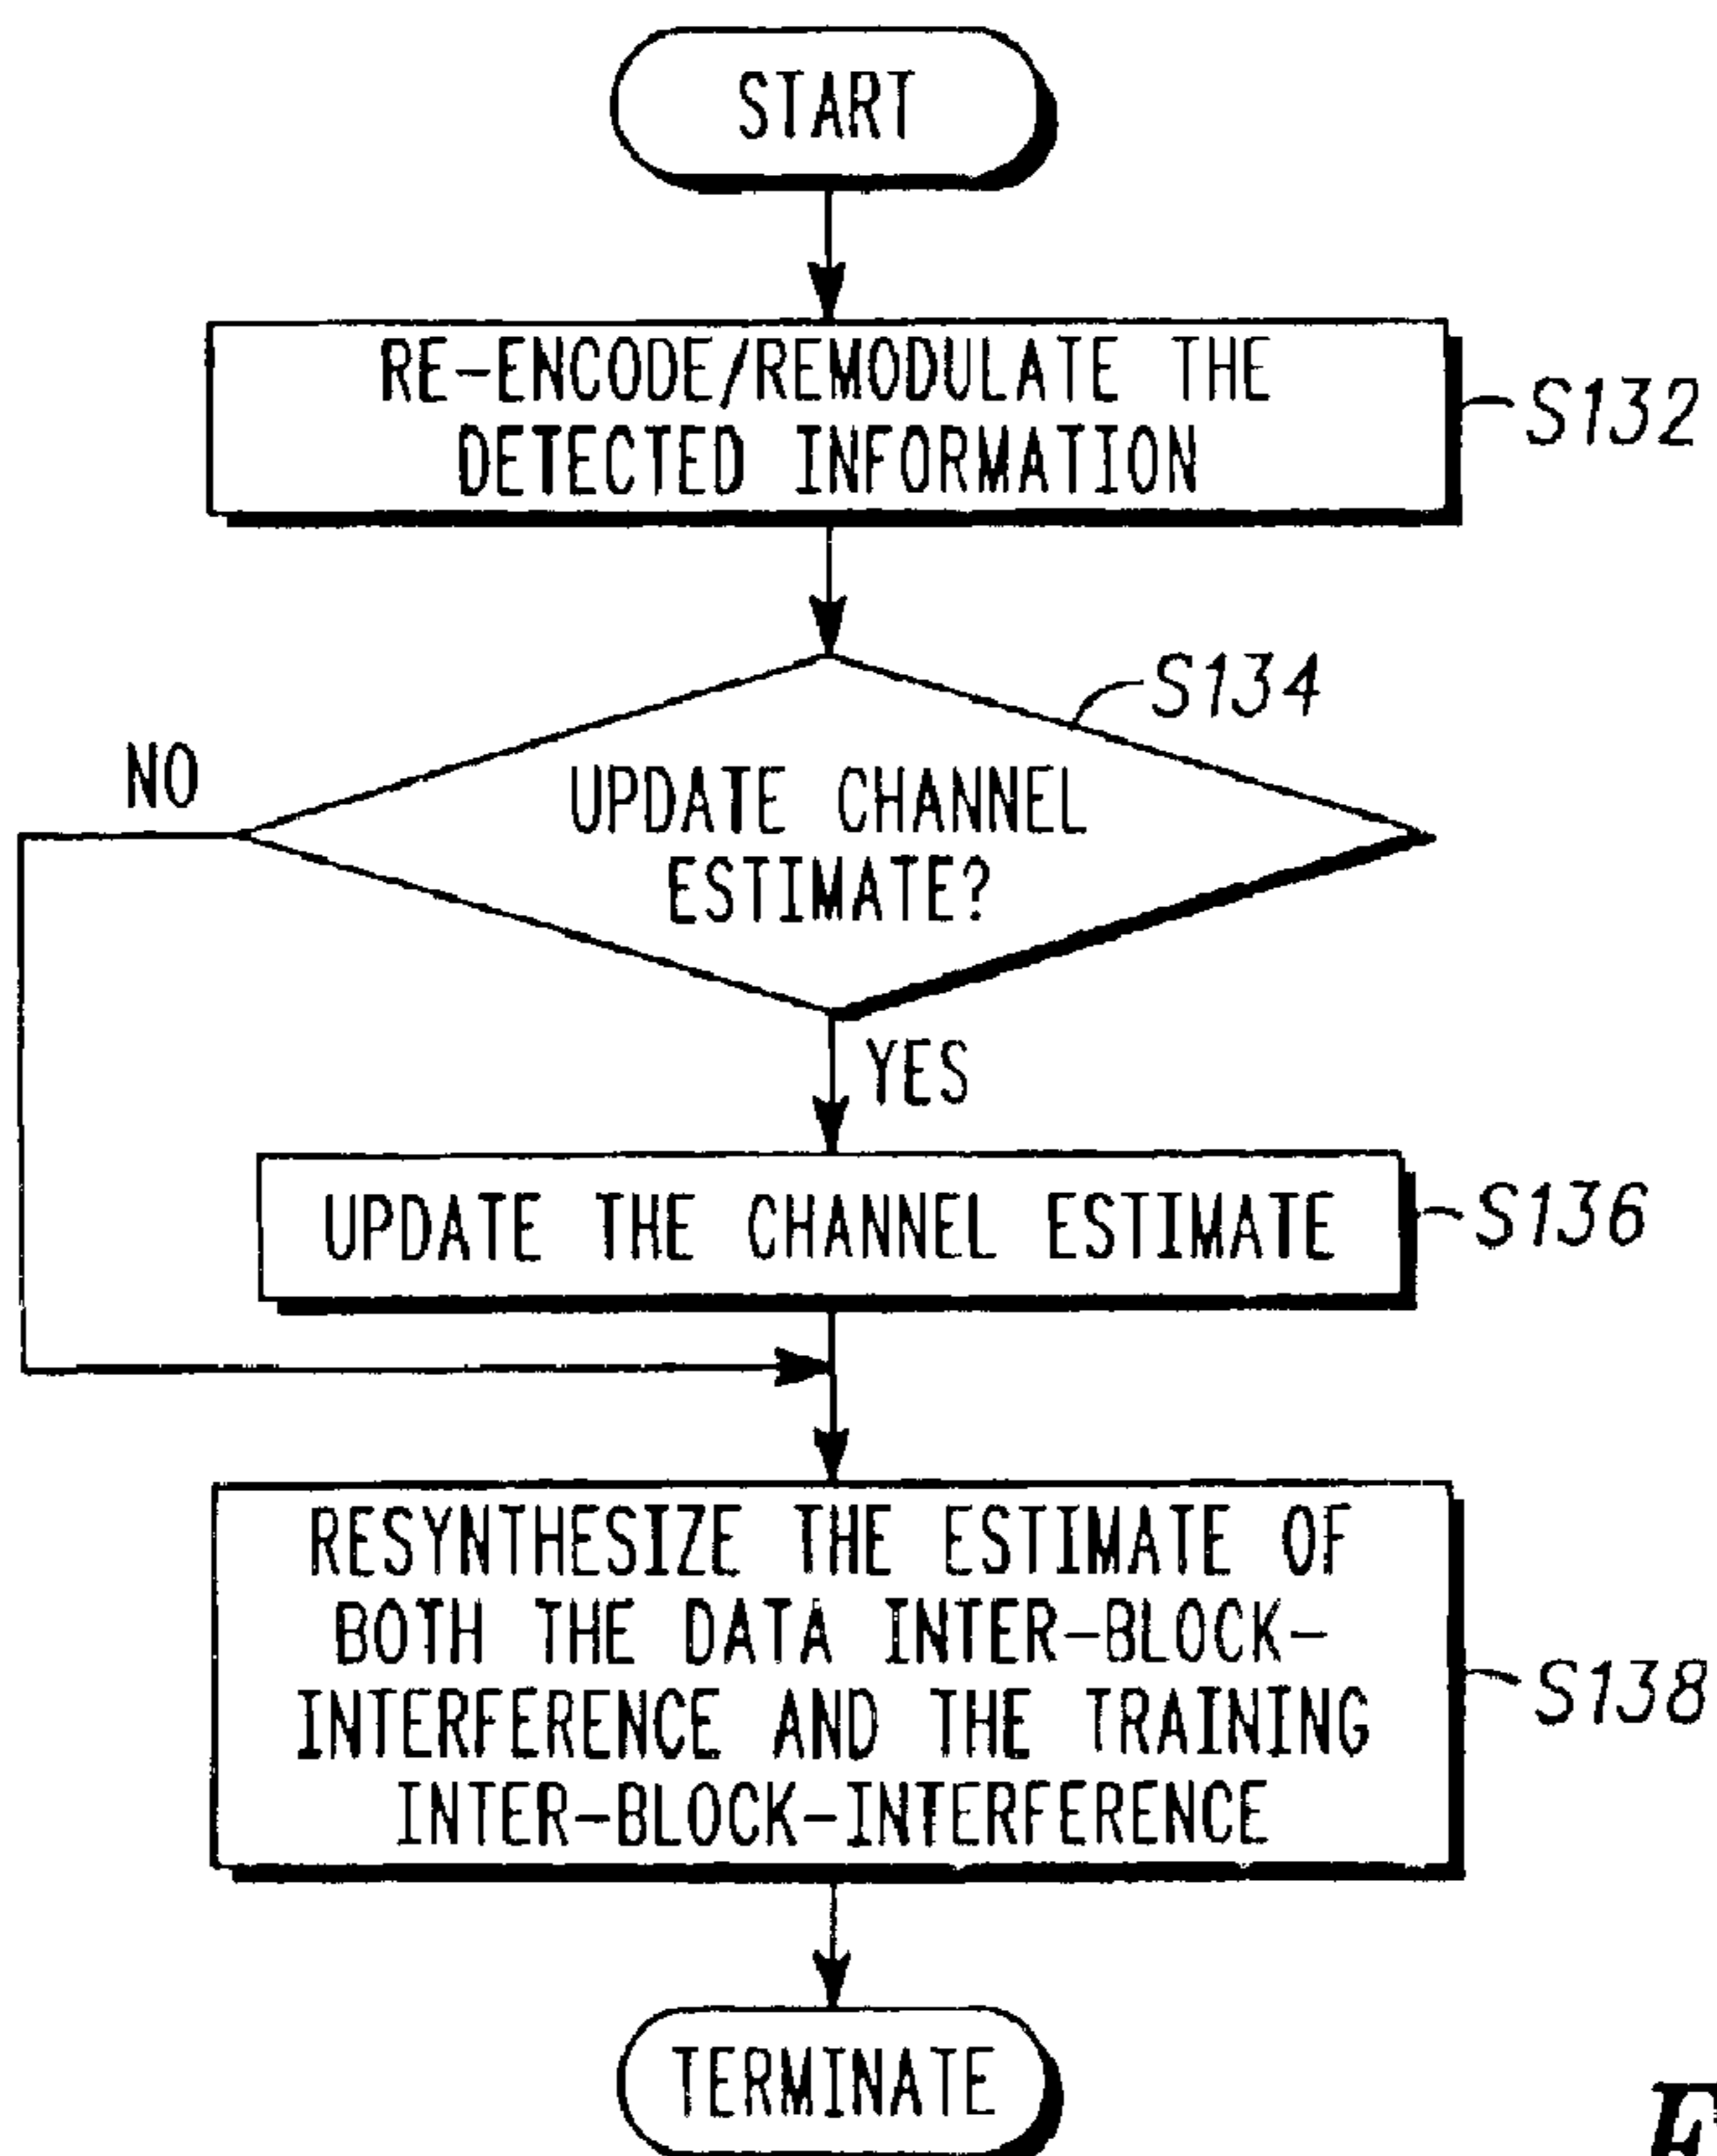 START
RE-ENCODE/REMODULATE THE
DETECTED INFORMATION
S132
S134
NO
UPDATE CHANNEL
ESTIMATE?
YES
UPDATE THE CHANNEL ESTIMATE
S136
RESYNTHESIZE THE ESTIMATE OF
BOTH THE DATA INTER-BLOCK-
INTERFERENCE AND THE TRAINING
INTER-BLOCK-INTERFERENCE
S138
TERMINATE